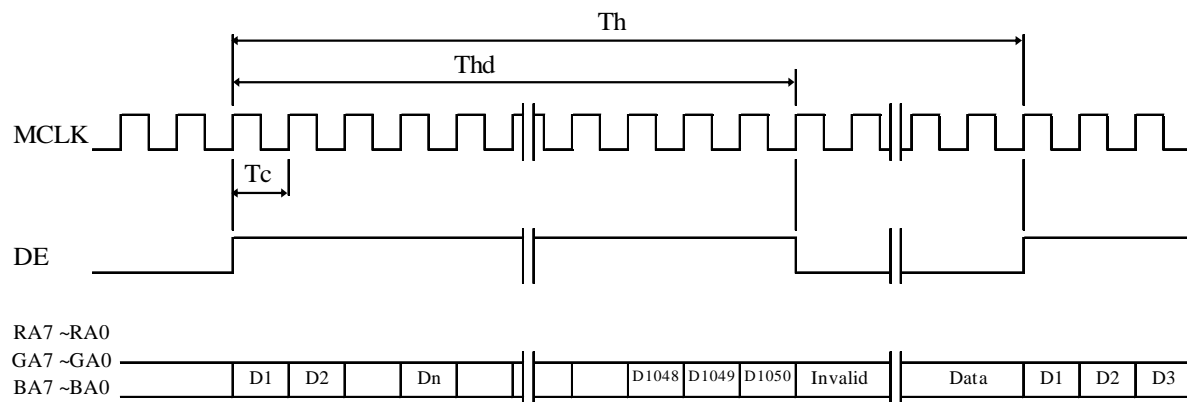 Th
Thd
MCLK
Tc
DE
RA7 ~RA0
GA7 ~GA0
BA7 ~BA0
D1 D2 Dn D1048 D1049 D1050 Invalid Data D1 D2 D3